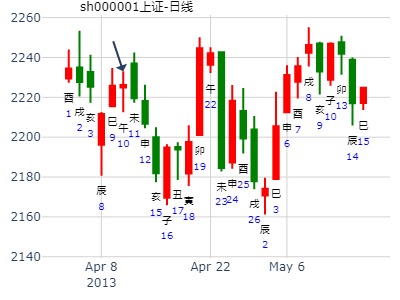 sh000001上证-日线
2260
2240
2220
2200
2180
2160
2140
酉
1
戌
2
亥
3
辰
8
巳
9
午
10
未
11
申
12
亥
15
子
16
丑
17
寅
18
卯
19
午
22
未
23
申
24
酉
25
戌
26
辰
2
巳
3
申
6
酉
7
戌
8
亥
9
子
10
卯
13
辰
14
巳
15
Apr 8
2013
Apr 22
May 6